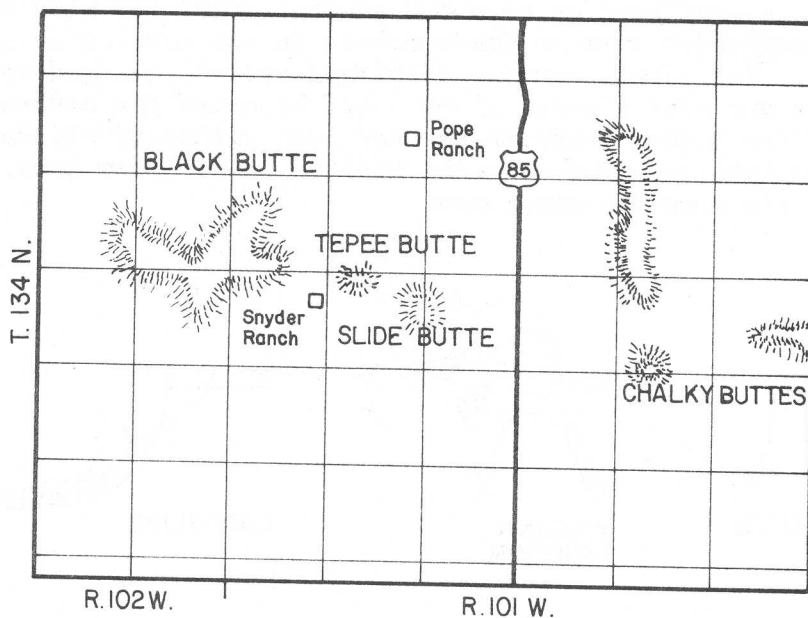 Pope
Ranch
BLACK BUTTE
85
T. 134 N.
TEPEE BUTTE
Snyder
Ranch
SLIDE BUTTE
CHALKY BUTTES
R. 102 W.
R. 101 W.